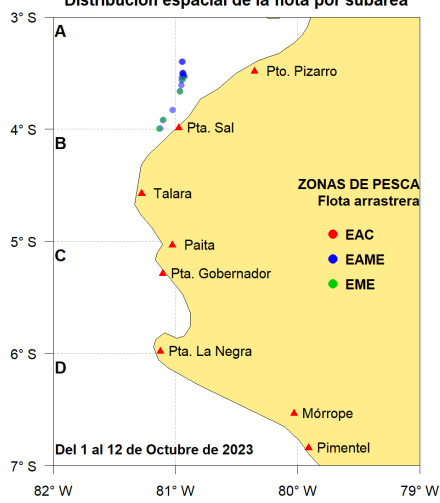 Distribución espacial de la flota por subárea
3° S
A
Pto. Pizarro
4° S
Pta. Sal
B
ZONAS DE PESCA
Talara
Flota arrastrera
EAC
5° S
Paita
C
EAME
Pta. Gobernador
EME
6° S
Pta. La Negra
D
Mórrope
Del 1 al 12 de Octubre de 2023
Pimentel
7° S
82° W
81° W
80° W
79° W